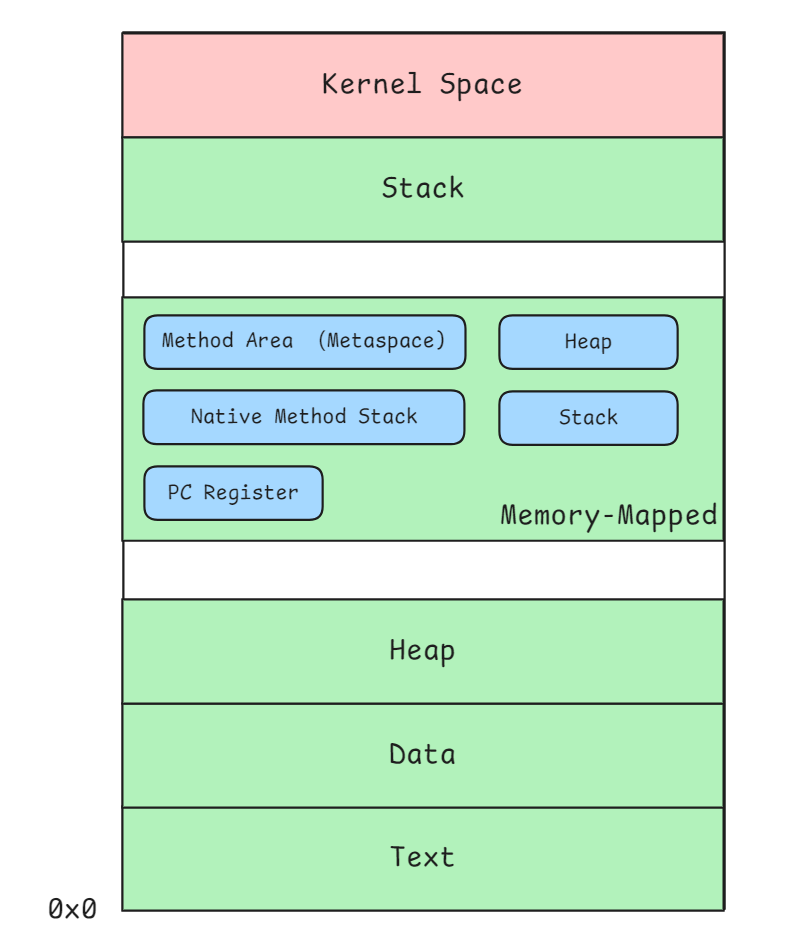 Kernel Space
Stack
Method Area (Metaspace)
Heap
Native Method Stack
Stack
PC Register
Memory-Mapped
Heap
Data
Text
0x0